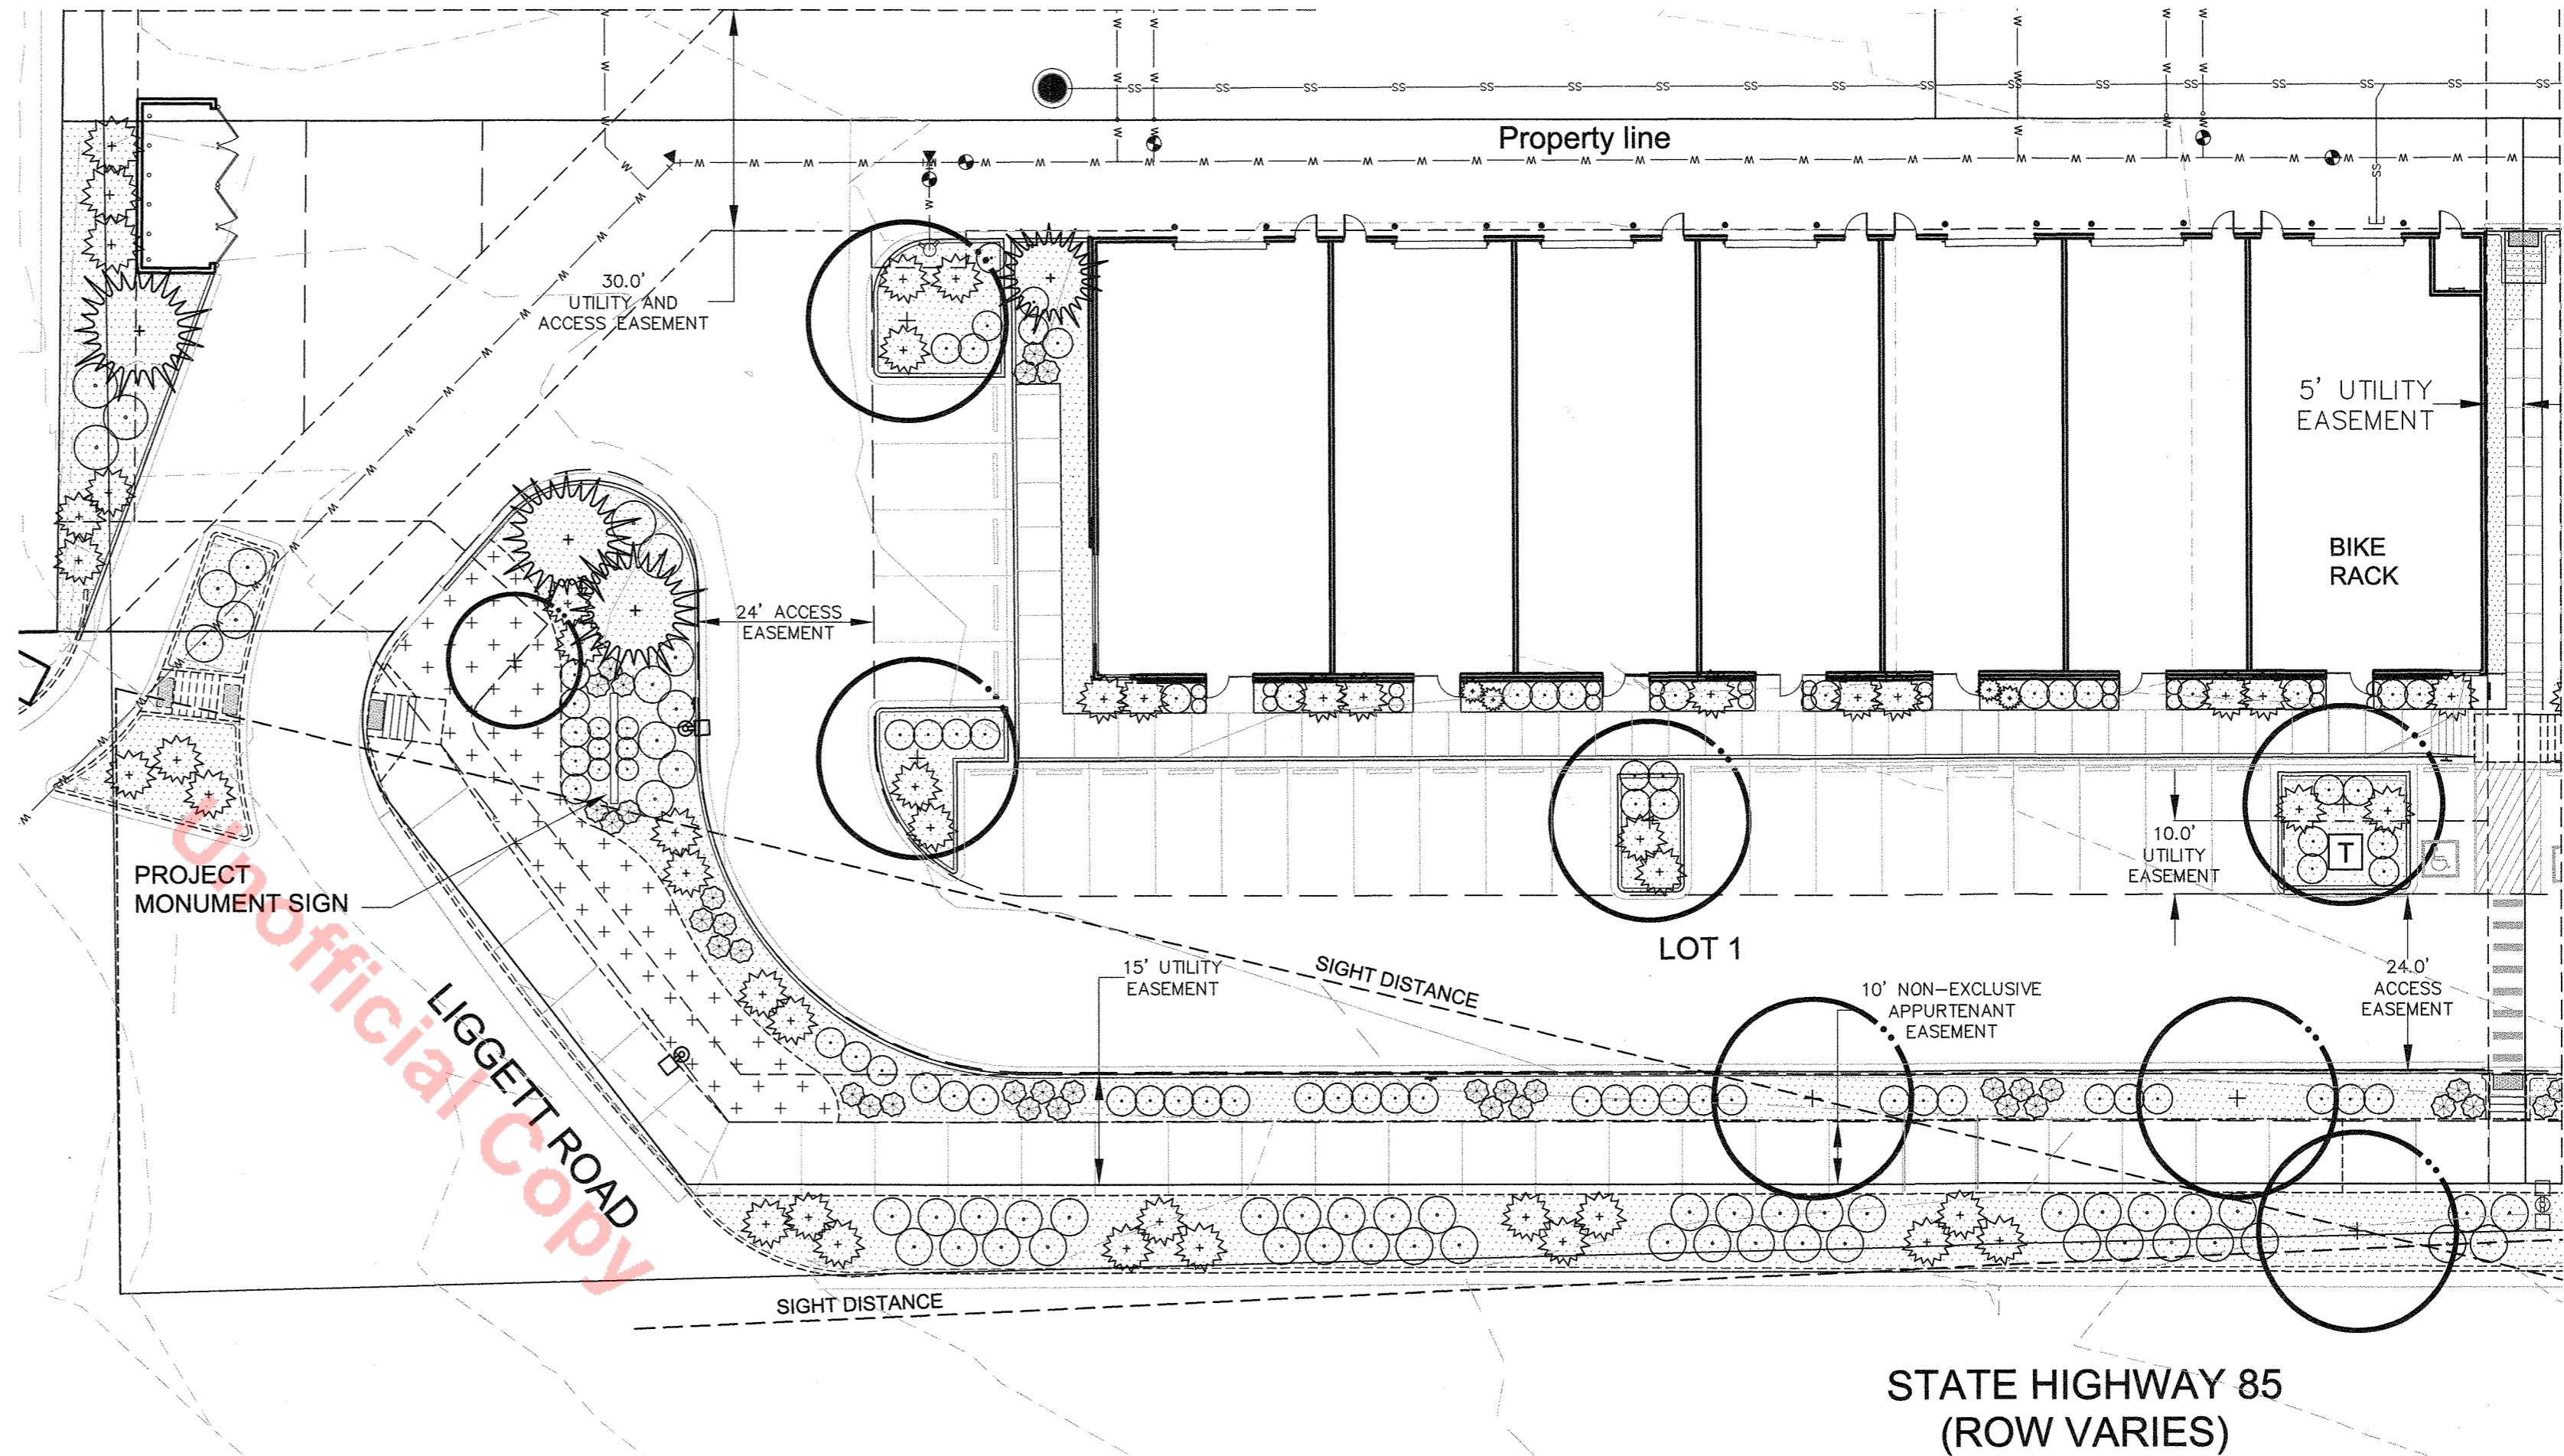 Property line
30.0'
UTILITY AND
ACCESS EASEMENT
5' UTILITY
EASEMENT
BIKE
RACK
24' ACCESS
EASEMENT
PROJECT
MONUMENT SIGN
10.0'
UTILITY
EASEMENT
T
LOT 1
15' UTILITY
EASEMENT
SIGHT DISTANCE
10' NON-EXCLUSIVE
APPURTENANT
EASEMENT
24.0'
ACCESS
EASEMENT
LIGGETT ROAD
Unofficial Copy
SIGHT DISTANCE
STATE HIGHWAY 85
(ROW VARIES)